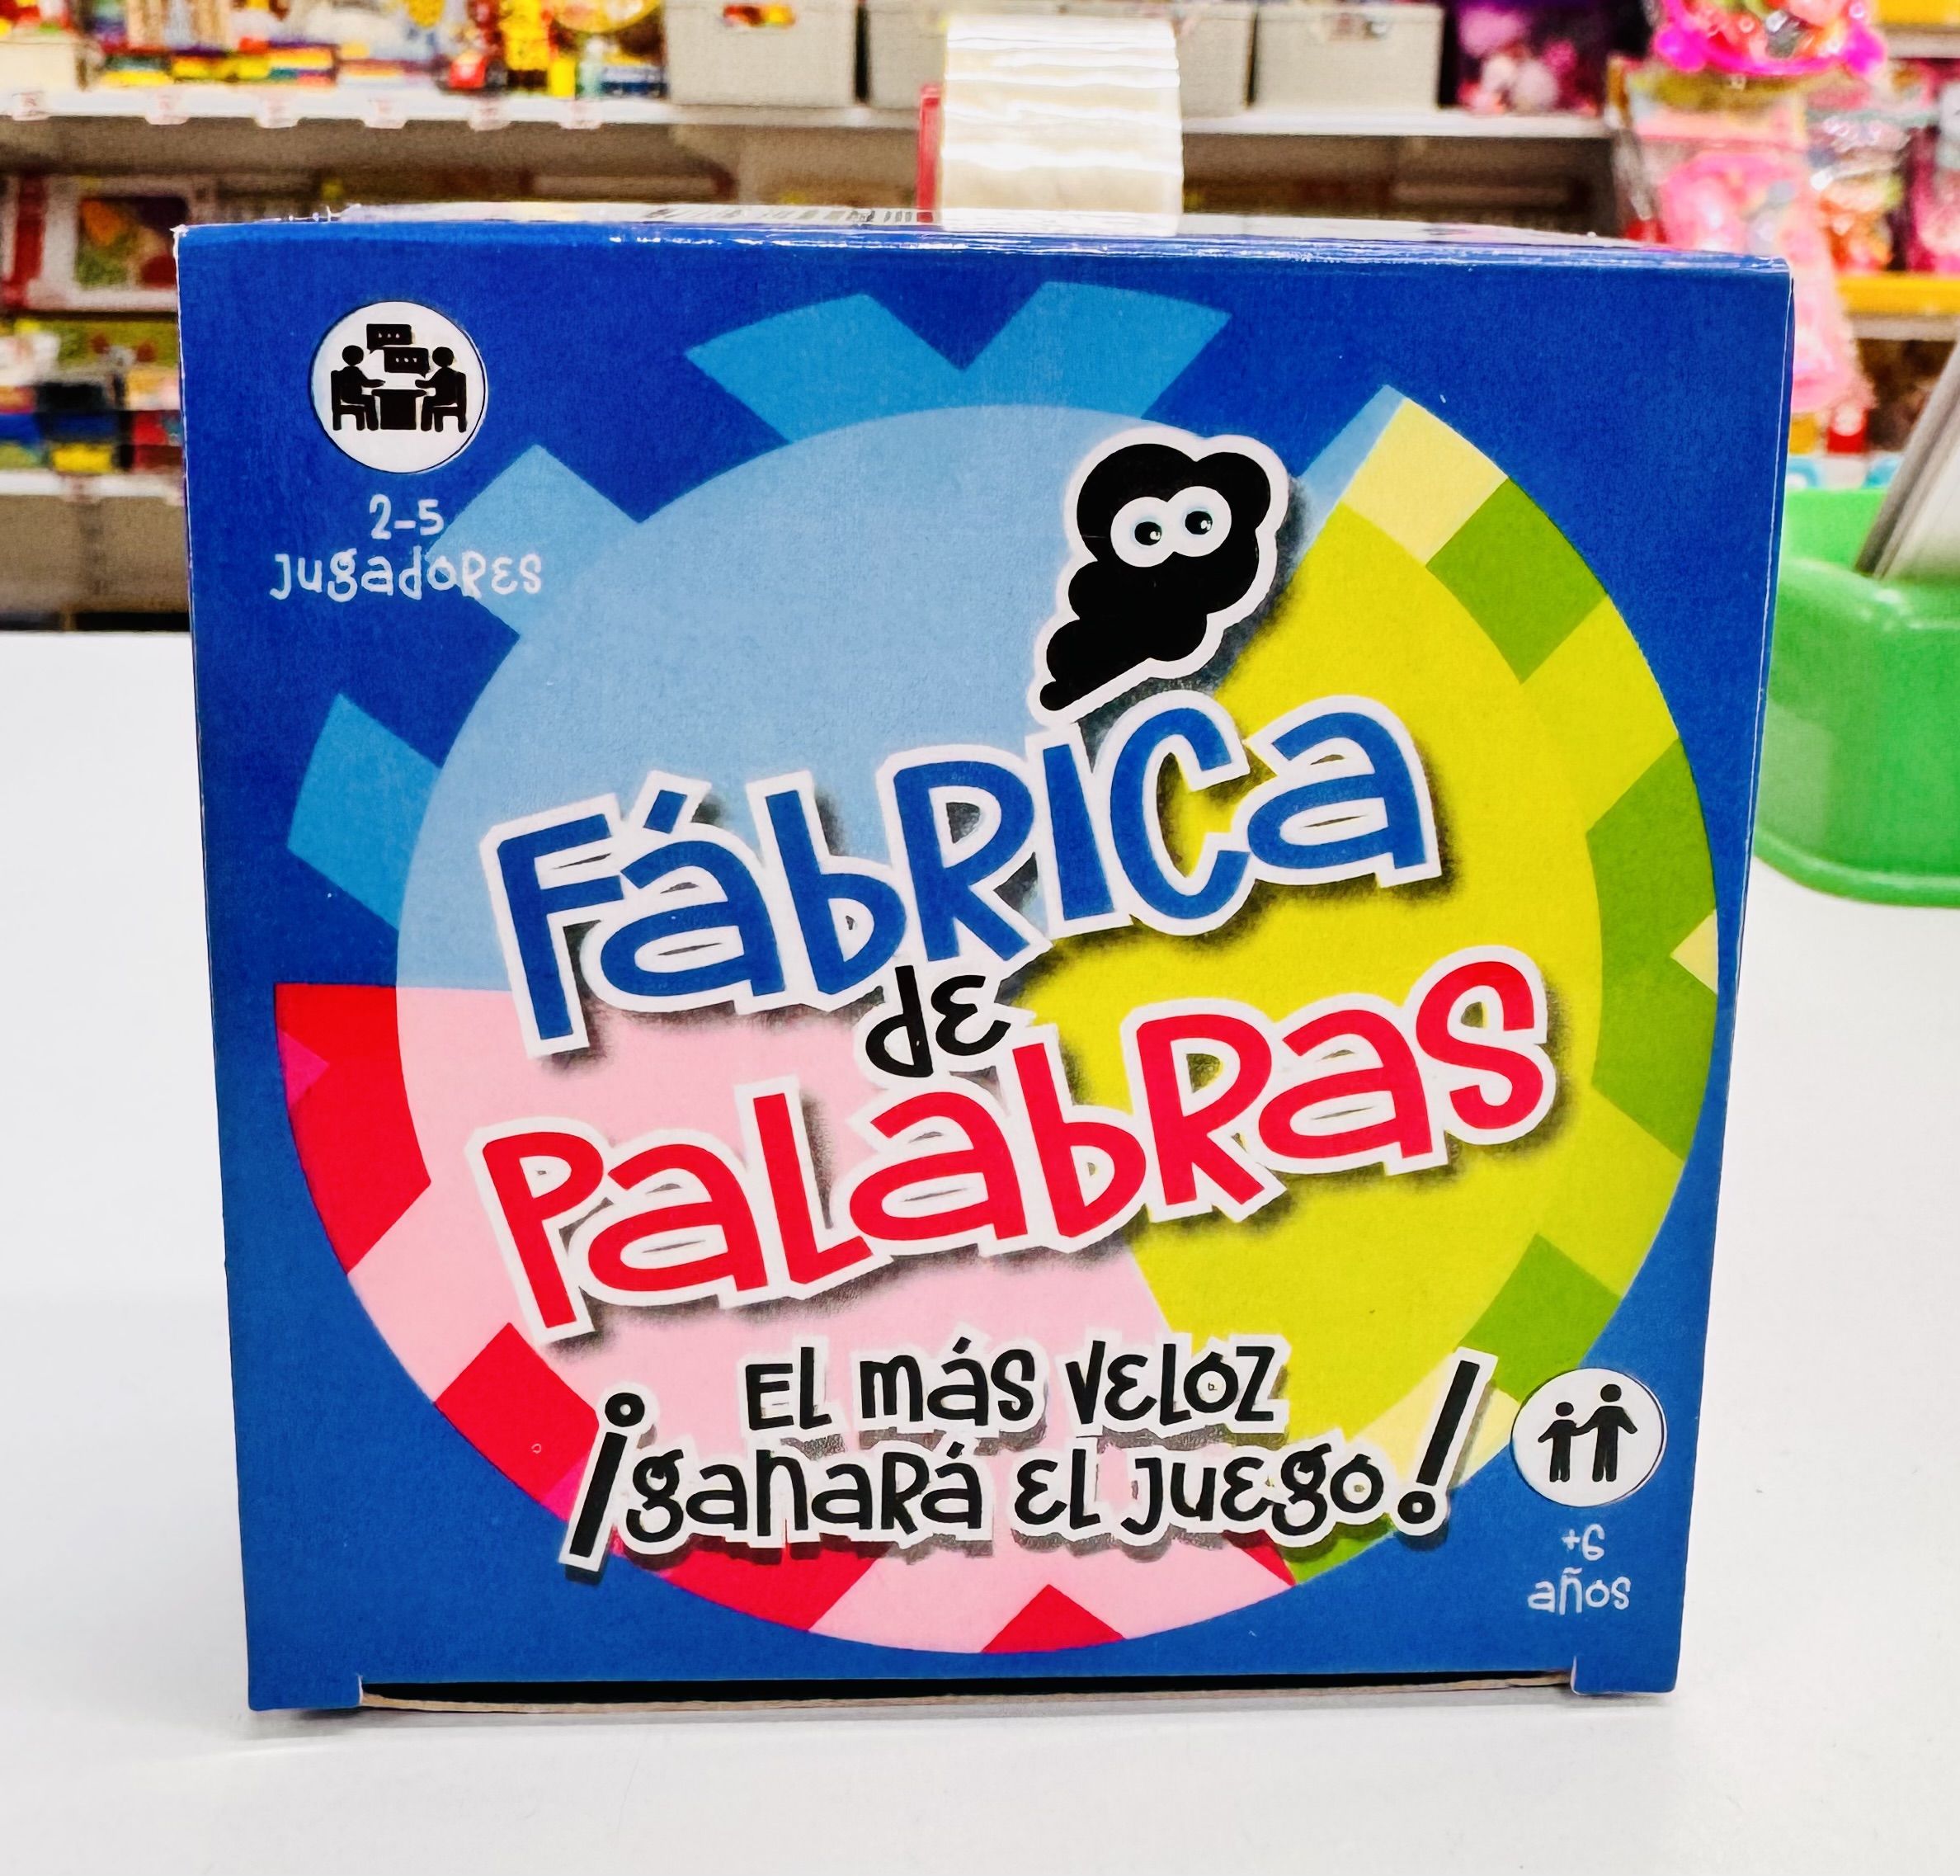 2-5
jugadores
Fábrica
de
Palabras
El más veloz
¡ganará el juego!
+6
años